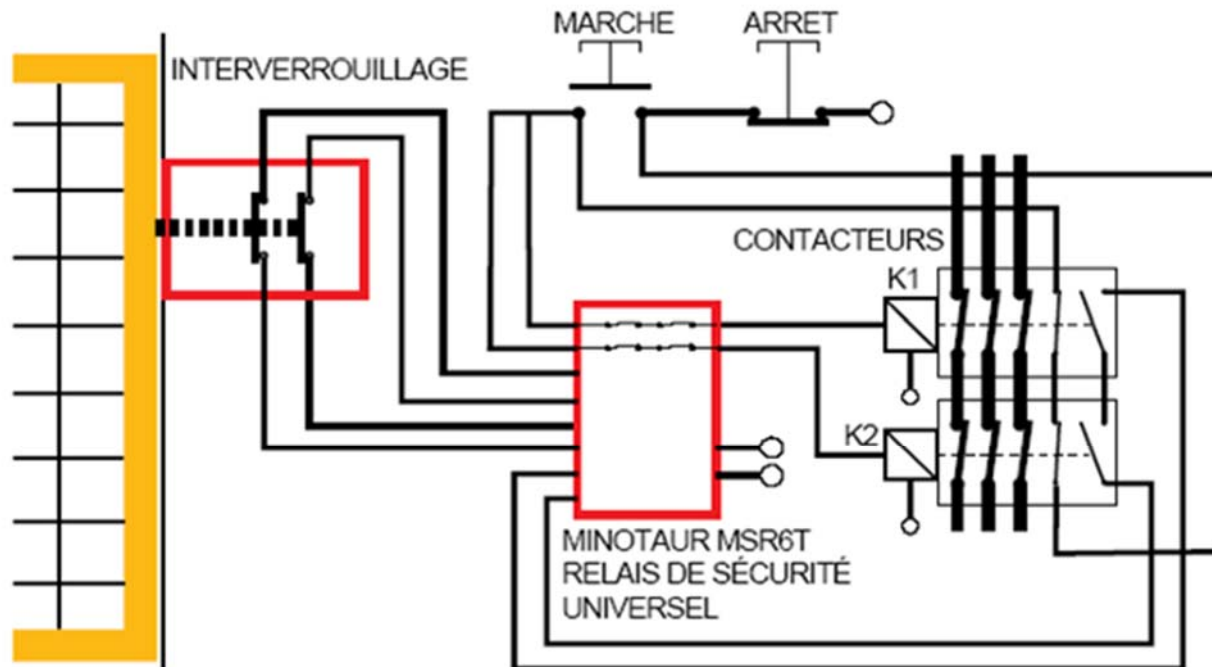 MARCHE
ARRET
INTERVERROUILLAGE
CONTACTEURS
K1
K2
MINOTAUR MSR6T
RELAIS DE SÉCURITÉ
UNIVERSEL